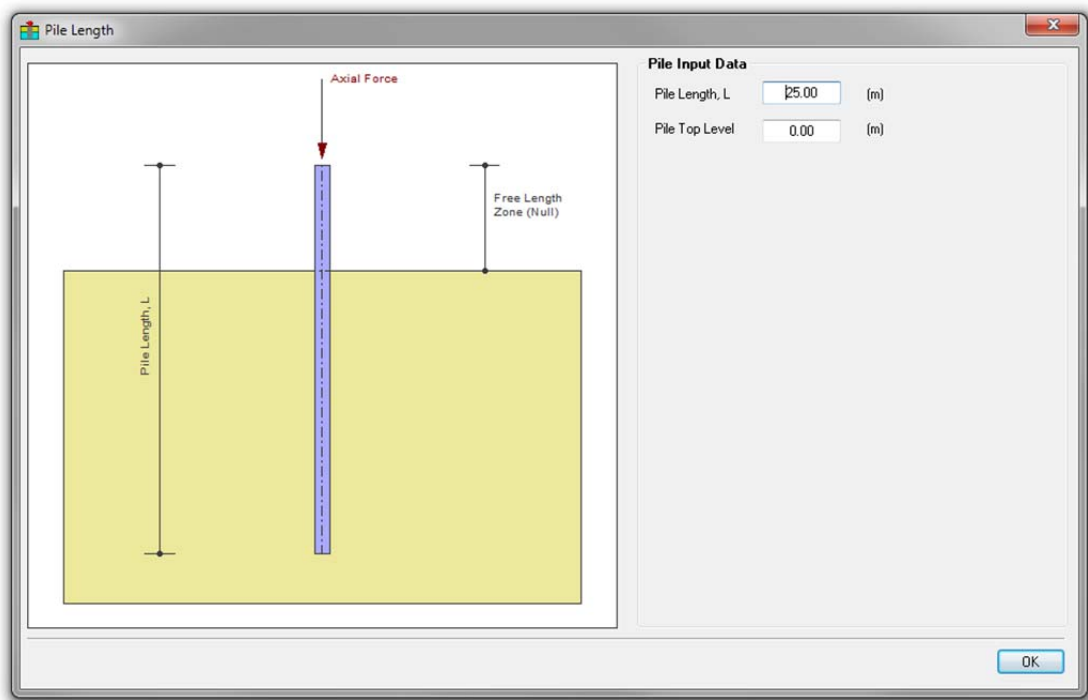 Pile Length
Axial Force
Free Length
Zone (Null)
Pile Length, L
Pile Input Data
Pile Length, L 25.00 (m)
Pile Top Level 0.00 (m)
OK